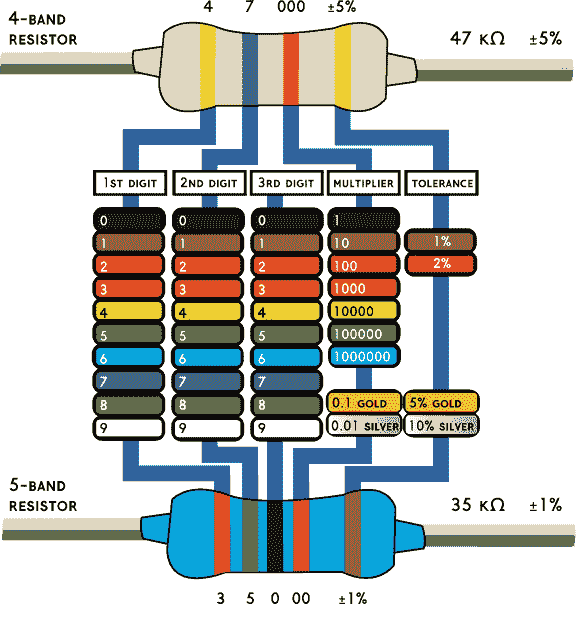 4 7 000 ±5%
4-BAND
RESISTOR
47 KΩ ±5%
1ST DIGIT 2ND DIGIT 3RD DIGIT MULTIPLIER TOLERANCE
0 0 0 1
1 1 1 10 1%
2 2 2 100 2%
3 3 3 1000
4 4 4 10000
5 5 5 100000
6 6 6 1000000
7 7 7
8 8 8 0.1 GOLD 5% GOLD
9 9 9 0.01 SILVER 10% SILVER
5-BAND
RESISTOR
35 KΩ ±1%
3 5 0 00 ±1%